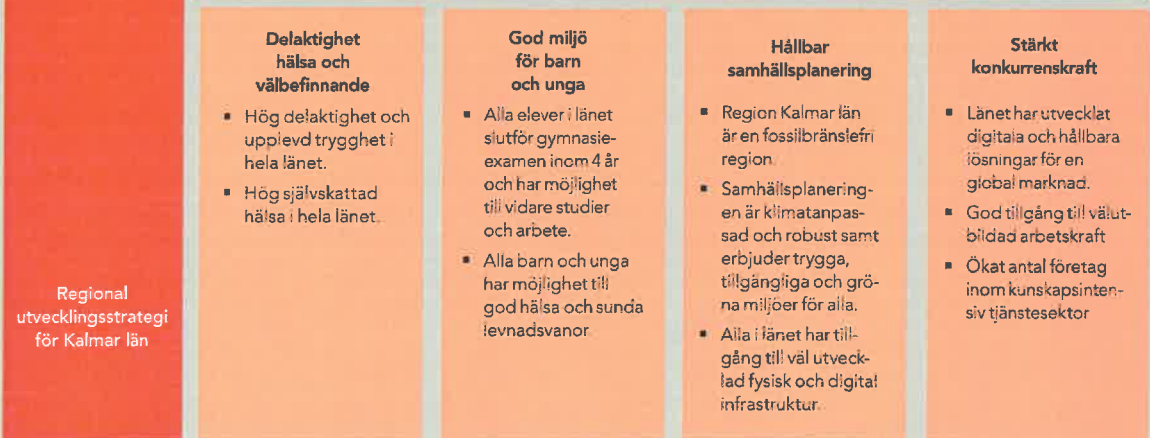 Regional
utvecklingsstrategi
för Kalmar län
Delaktighet
hälsa och
välbefinnande
▪ Hög delaktighet och
upplevd trygghet i
hela länet.
▪ Hög självskattad
hälsa i hela länet.
God miljö
för barn
och unga
▪ Alla elever i länet
slutför gymnasie-
examen inom 4 år
och har möjlighet
till vidare studier
och arbete.
▪ Alla barn och unga
har möjlighet till
god hälsa och sunda
levnadsvanor
Hållbar
samhällsplanering
▪ Region Kalmar län
är en fossilbränslefri
region
▪ Samhällsplanering-
en är klimatanpas-
sad och robust samt
erbjuder trygga,
tillgängliga och grö-
na miljöer för alla.
▪ Alla i länet har till-
gång till väl utveck-
lad fysisk och digital
infrastruktur.
Stärkt
konkurrenskraft
▪ Länet har utvecklat
digitala och hållbara
lösningar för en
global marknad.
▪ God tillgång till välut-
bildad arbetskraft
▪ Ökat antal företag
inom kunskapsinten-
siv tjänstesektor